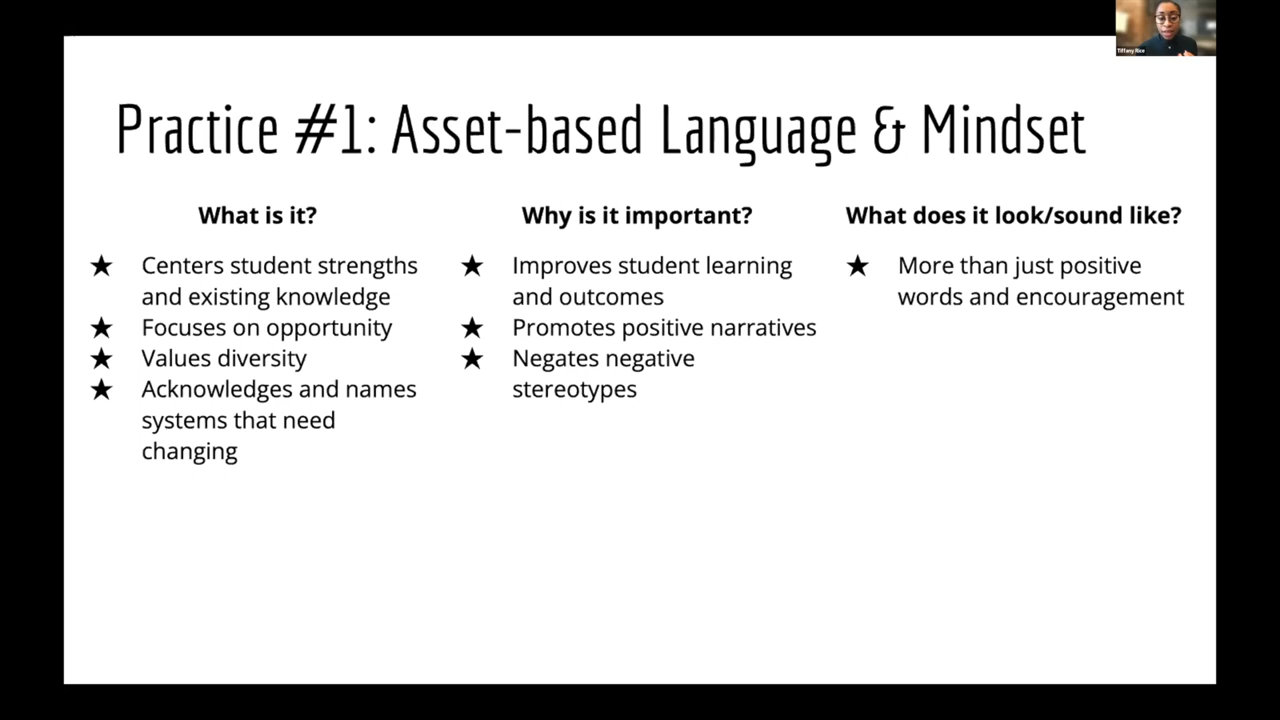 Tiffany Rice
Practice #1: Asset-based Language & Mindset
What is it?
★ Centers student strengths
and existing knowledge
★ Focuses on opportunity
★ Values diversity
★ Acknowledges and names
systems that need
changing
Why is it important?
★ Improves student learning
and outcomes
★ Promotes positive narratives
★ Negates negative
stereotypes
What does it look/sound like?
★ More than just positive
words and encouragement